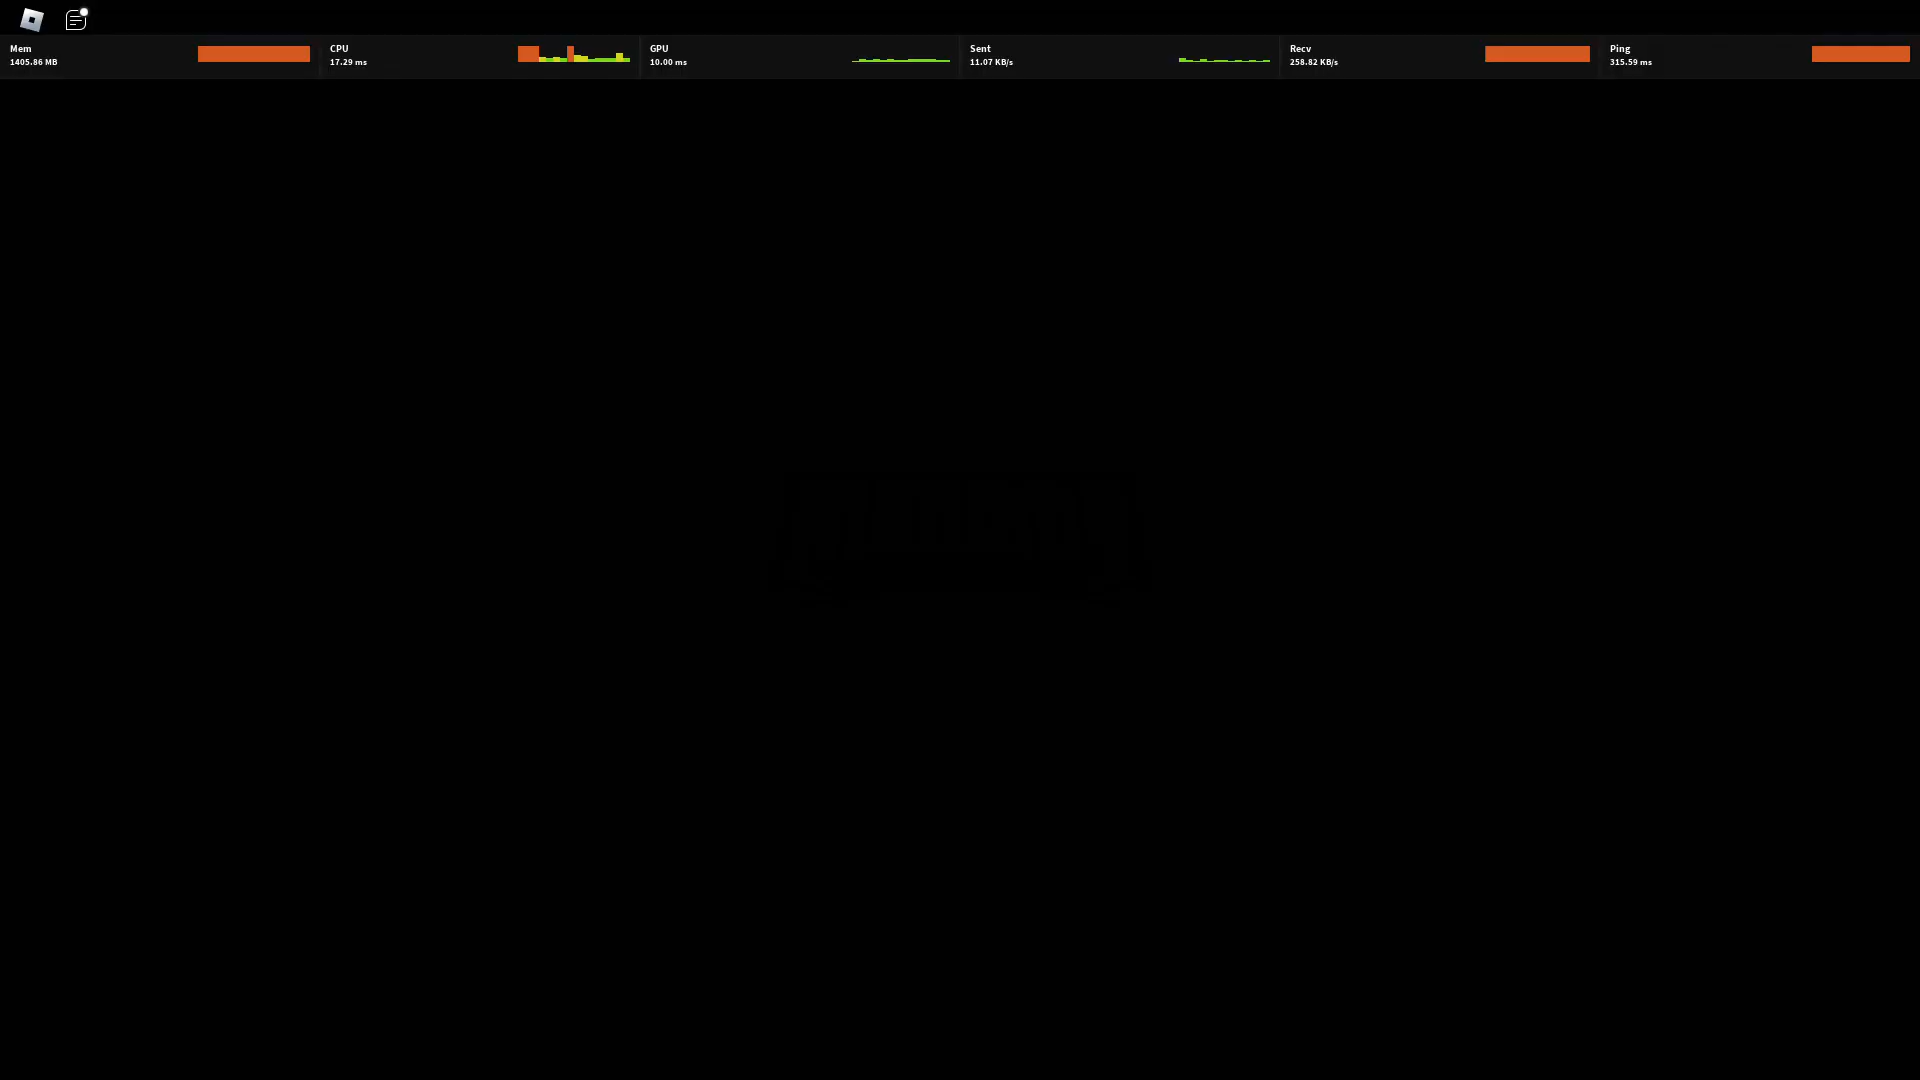 Mem
1405.86 MB
CPU
17.29 ms
GPU
10.00 ms
Sent
11.07 KB/s
Recv
258.82 KB/s
Ping
315.59 ms